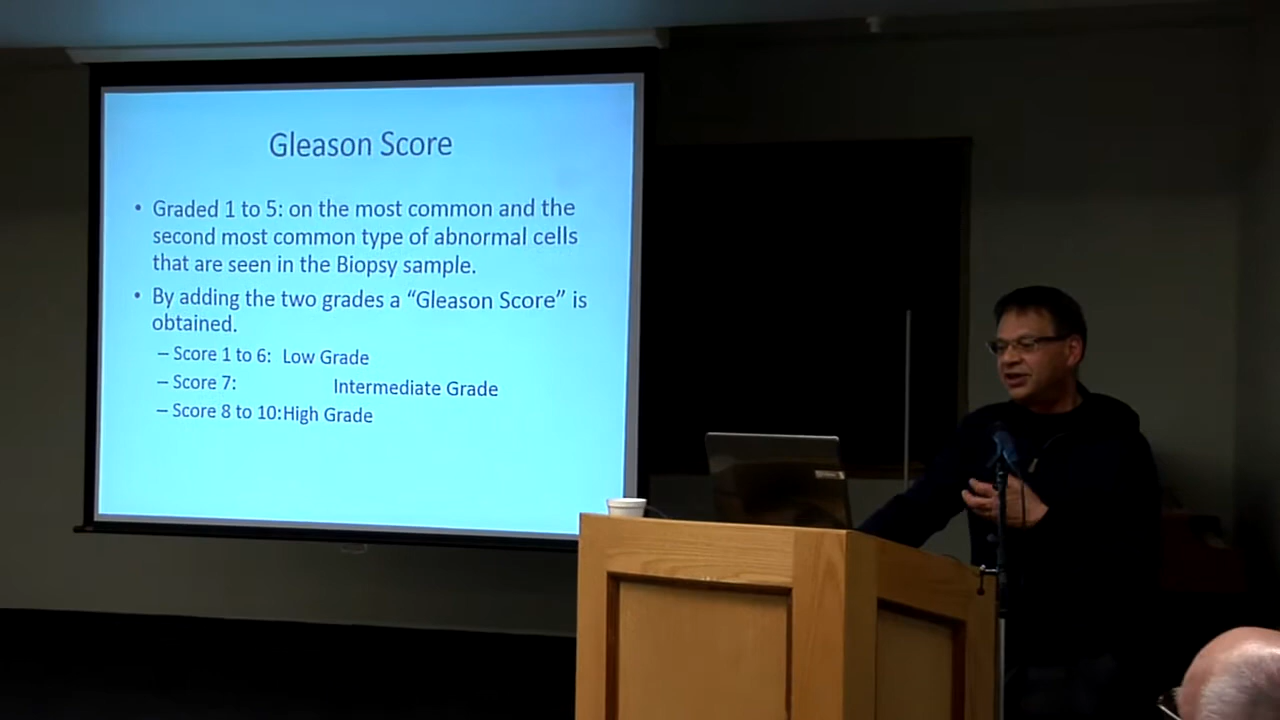 Gleason Score
• Graded 1 to 5: on the most common and the
second most common type of abnormal cells
that are seen in the Biopsy sample.
• By adding the two grades a “Gleason Score” is
obtained.
– Score 1 to 6: Low Grade
– Score 7: Intermediate Grade
– Score 8 to 10: High Grade